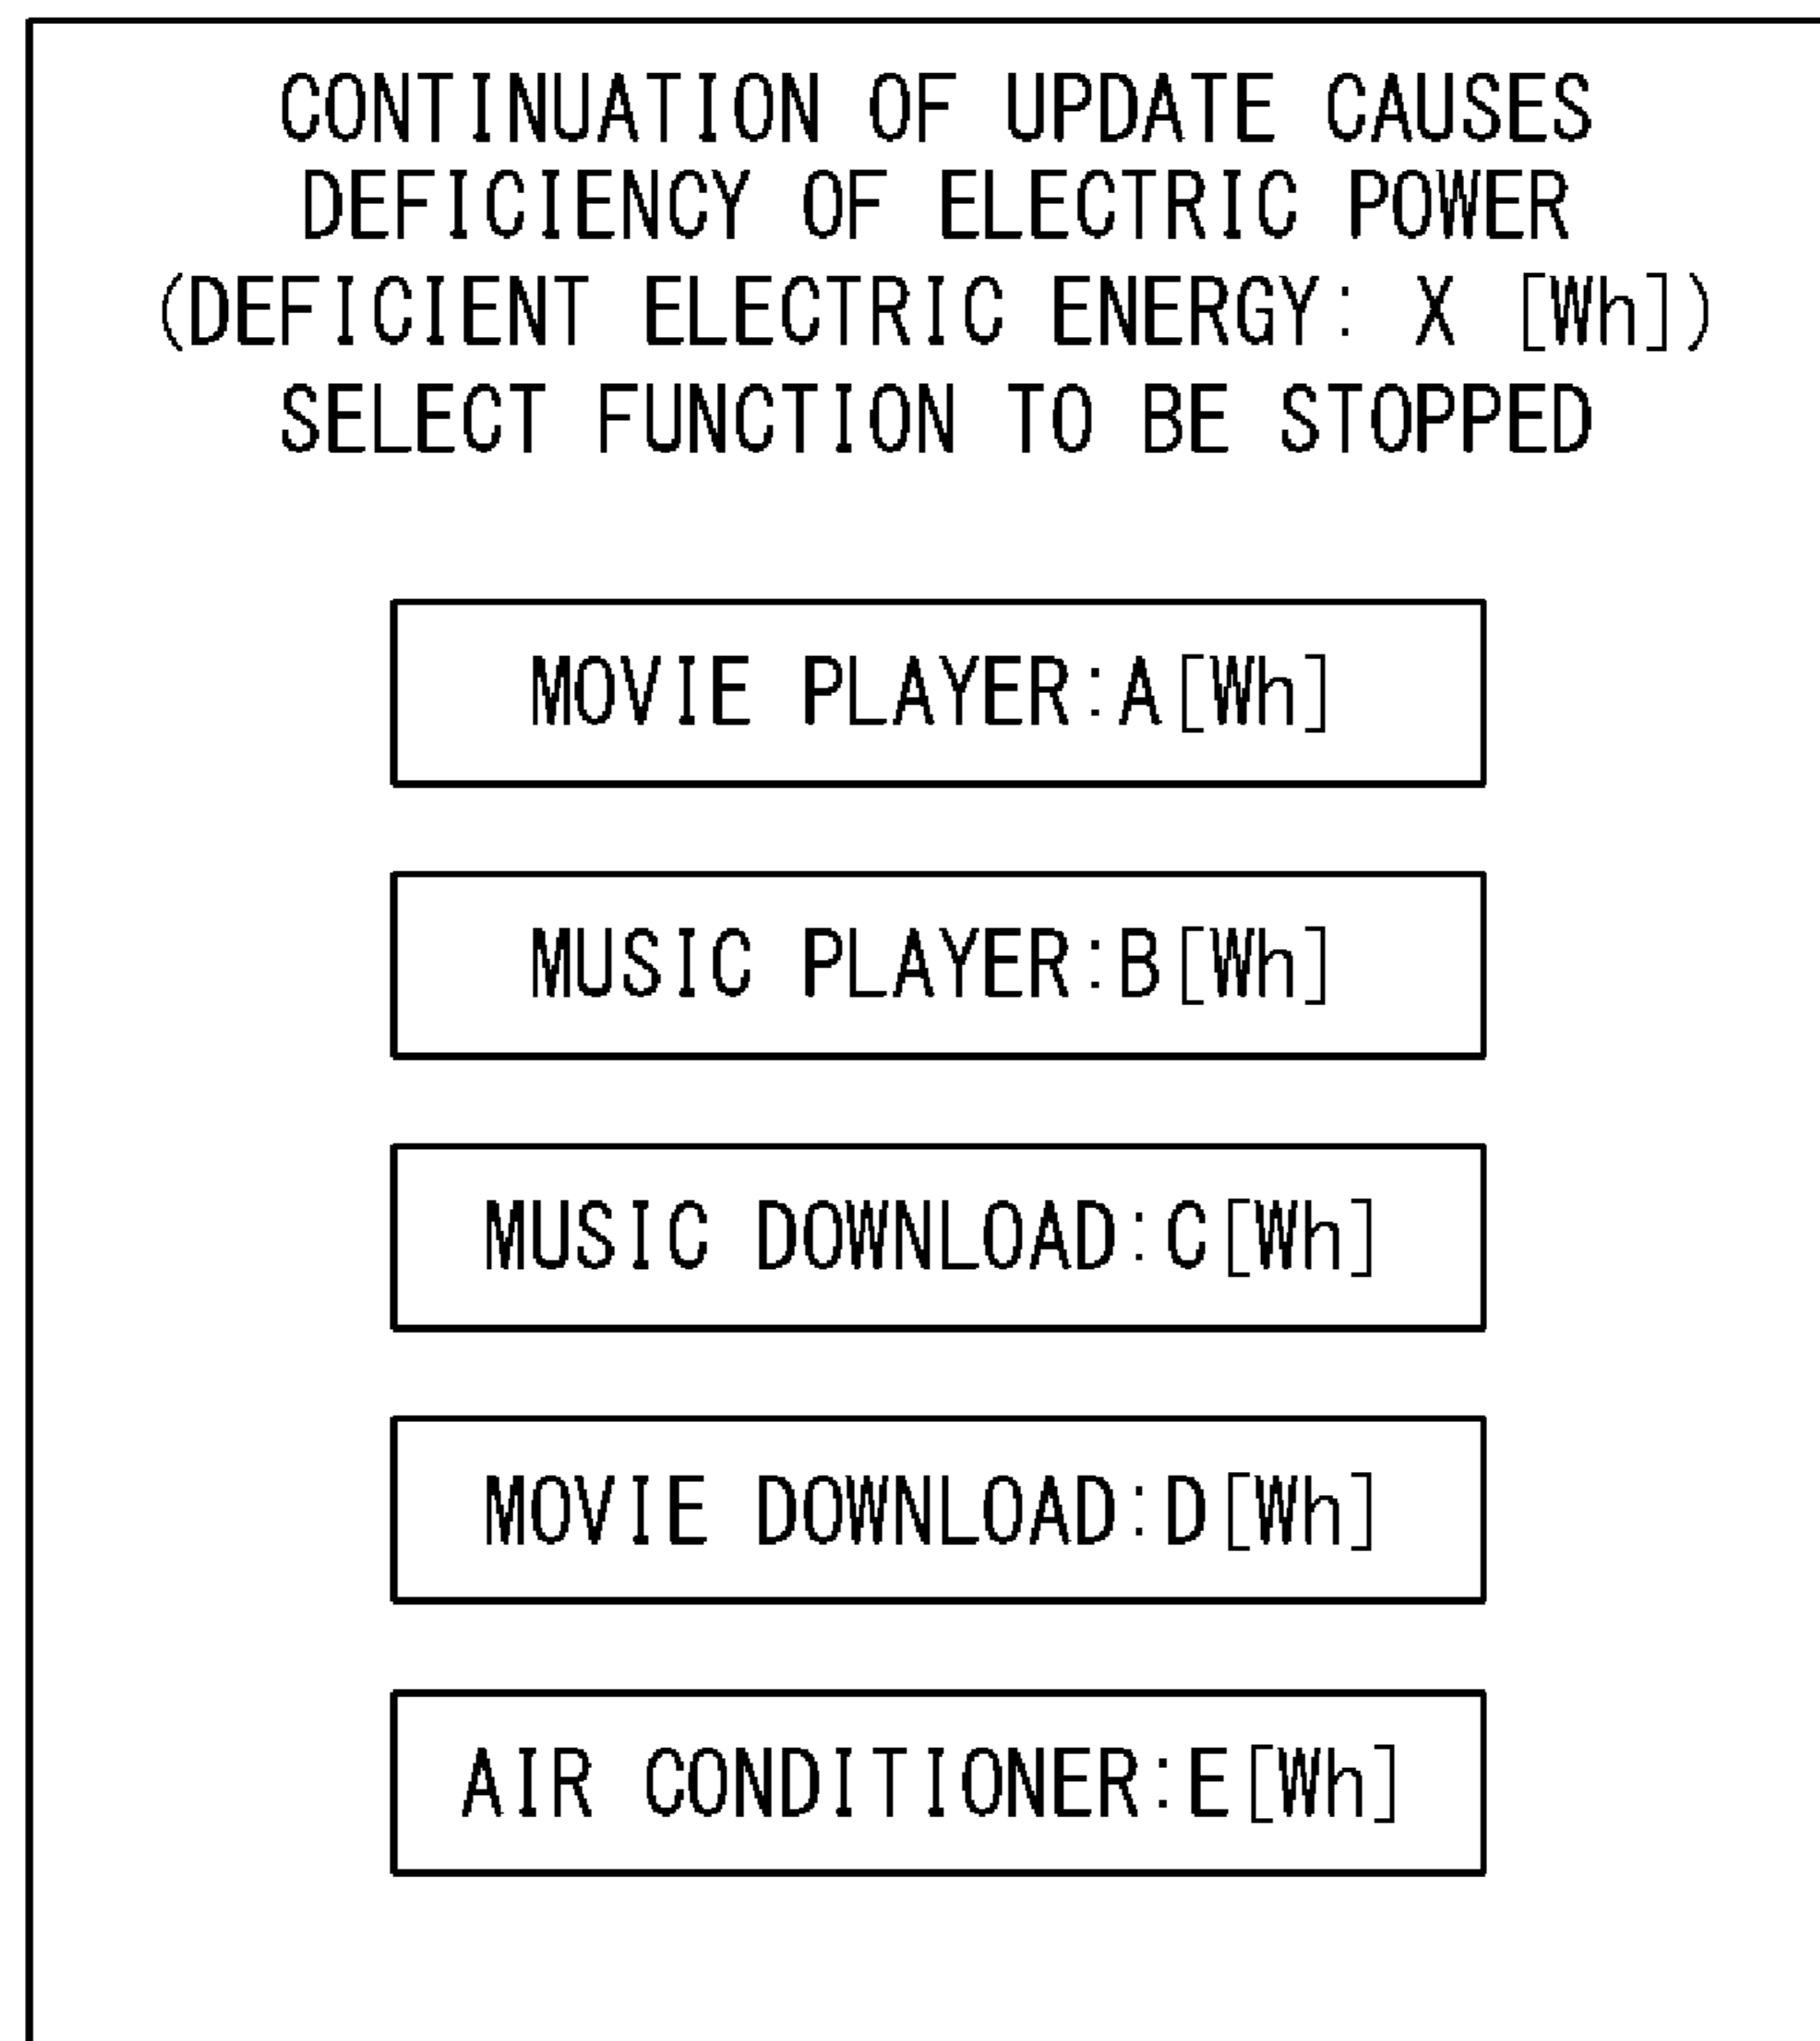 CONTINUATION OF UPDATE CAUSES
DEFICIENCY OF ELECTRIC POWER
(DEFICIENT ELECTRIC ENERGY: X [Wh])
SELECT FUNCTION TO BE STOPPED
MOVIE PLAYER:A[Wh]
MUSIC PLAYER:B[Wh]
MUSIC DOWNLOAD:C[Wh]
MOVIE DOWNLOAD:D[Wh]
AIR CONDITIONER:E[Wh]